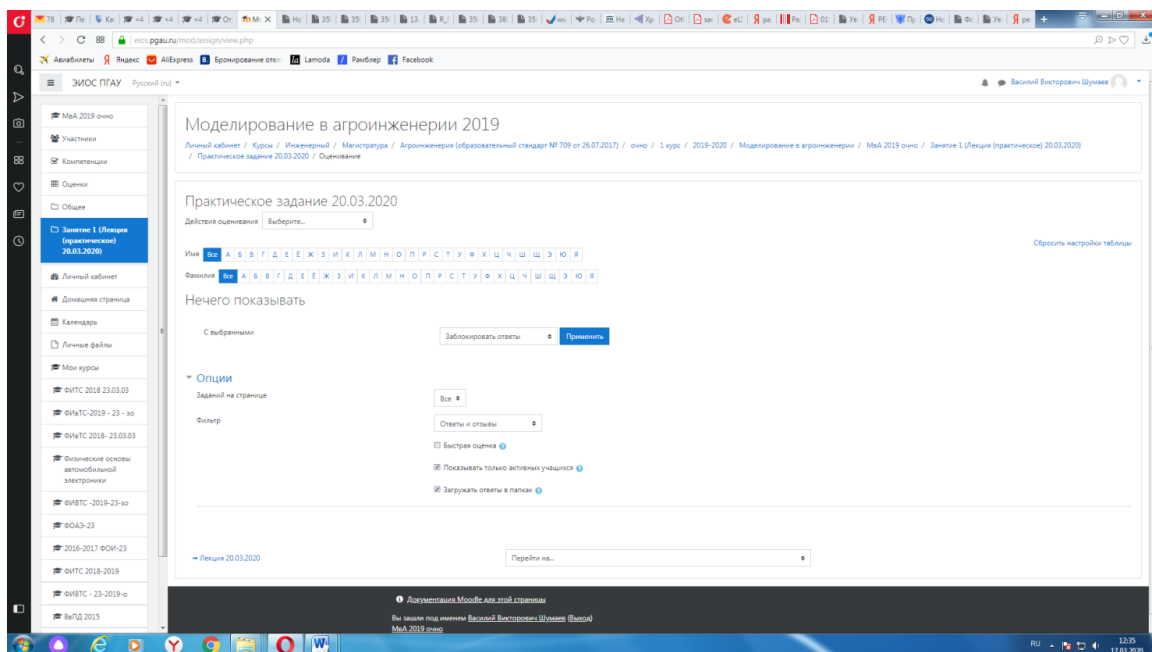 eios.pgau.ru/mod/assign/view.php
Авиабилеты Яндекс AliExpress Бронирование отел Lamoda Рамблер Facebook
ЭИОС ПГАУ Русский (ru)
Василий Викторович Шумаев
МвА 2019 очно
Участники
Компетенции
Оценки
Общее
Занятие 1 (Лекция
(практическое)
20.03.2020)
Личный кабинет
Домашняя страница
Календарь
Личные файлы
Мои курсы
ФИТС 2018 23.03.03
ФИвТС-2019 - 23 - зо
ФИвТС 2018- 23.03.03
Физические основы
автомобильной
электроники
ФИВТС -2019-23-зо
ФОАЭ-23
2016-2017 ФОИ-23
ФИТС 2018-2019
ФИВТС - 23-2019-о
ВвПД 2015
Моделирование в агроинженерии 2019
Личный кабинет / Курсы / Инженерный / Магистратура / Агроинженерия (образовательный стандарт № 709 от 26.07.2017) / очно / 1 курс / 2019-2020 / Моделирование в агроинженерии / МвА 2019 очно / Занятие 1 (Лекция (практическое) 20.03.2020)
/ Практическое задание 20.03.2020 / Оценивание
Практическое задание 20.03.2020
Действия оценивания Выберите...
Сбросить настройки таблицы
Имя Все А Б В Г Д Е Ё Ж З И К Л М Н О П Р С Т У Ф Х Ц Ч Ш Щ Э Ю Я
Фамилия Все А Б В Г Д Е Ё Ж З И К Л М Н О П Р С Т У Ф Х Ц Ч Ш Щ Э Ю Я
Нечего показывать
С выбранными Заблокировать ответы Применить
Опции
Заданий на странице Все
Фильтр Ответы и отзывы
Быстрая оценка
Показывать только активных учащихся
Загружать ответы в папках
Лекция 20.03.2020 Перейти на...
Документация Moodle для этой страницы
Вы зашли под именем Василий Викторович Шумаев (Выход)
МвА 2019 очно
RU 12:35
17.03.2020